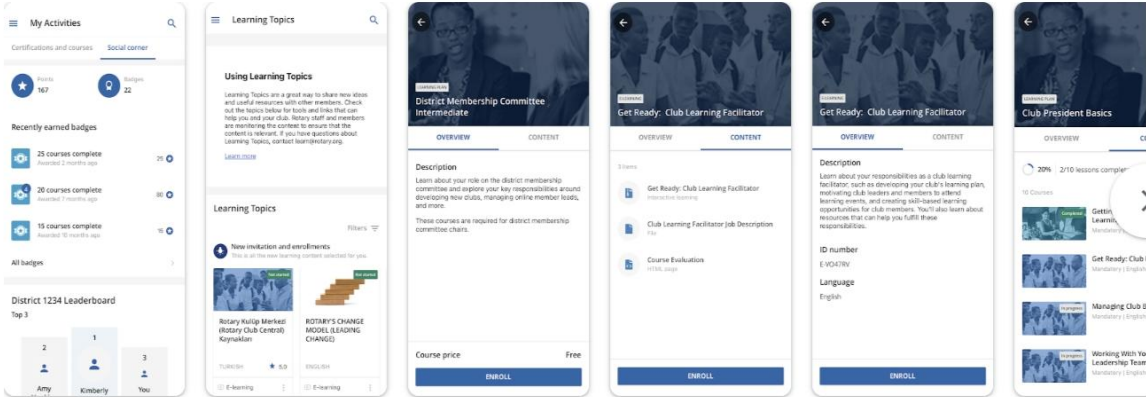 My Activities
Certifications and courses
Social corner
Points
167
Badges
22
Recently earned badges
25 courses complete
Awarded 2 months ago
25
20 courses complete
Awarded 7 months ago
80
15 courses complete
Awarded 10 months ago
15
All badges
District 1234 Leaderboard
Top 3
2
1
3
Amy
Kimberly
You
Learning Topics
Using Learning Topics
Learning Topics are a great way to share new ideas
and useful resources with other members. Check
out the topics below for tools and links that can
help you and your club. Rotary staff and members
are monitoring the content to ensure that the
content is relevant. If you have questions about
Learning Topics, contact learn@rotary.org.
Learn more
Learning Topics
Filters
New invitation and enrollments
This is all the new learning content selected for you
Not started
Not started
Rotary Kulüp Merkezi
(Rotary Club Central)
Kaynakları
ROTARY'S CHANGE
MODEL (LEADING
CHANGE)
TURKISH
5.0
ENGLISH
E-learning
E-learning
LEARNING PLAN
District Membership Committee
Intermediate
OVERVIEW
CONTENT
Description
Learn about your role on the district membership
committee and explore your key responsibilities around
developing new clubs, managing online member leads,
and more.
These courses are required for district membership
committee chairs.
Course price
Free
ENROLL
E-LEARNING
Get Ready: Club Learning Facilitator
OVERVIEW
CONTENT
3 items
Get Ready: Club Learning Facilitator
Interactive learning
Club Learning Facilitator Job Description
File
Course Evaluation
HTML page
ENROLL
E-LEARNING
Get Ready: Club Learning Facilitator
OVERVIEW
CONTENT
Description
Learn about your responsibilities as a club learning
facilitator, such as developing your club's learning plan,
motivating club leaders and members to attend
learning events, and creating skill-based learning
opportunities for club members. You'll also learn about
resources that can help you fulfill these
responsibilities.
ID number
E-VO47RV
Language
English
ENROLL
LEARNING PLAN
Club President Basics
OVERVIEW
20%
2/10 lessons
10 Courses
Completed
Mandatory
Get Ready: Club
Mandatory | English
In progress
Managing Club
Mandatory | English
In progress
Working With
Leadership Team
Mandatory | English